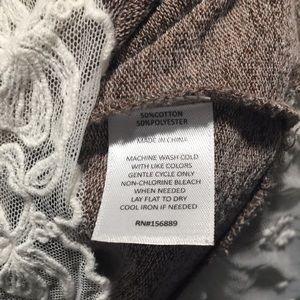 50%COTTON
50%POLYESTER
MADE IN CHINA
MACHINE WASH COLD
WITH LIKE COLORS
GENTLE CYCLE ONLY
NON-CHLORINE BLEACH
WHEN NEEDED
LAY FLAT TO DRY
COOL IRON IF NEEDED
RN#156889